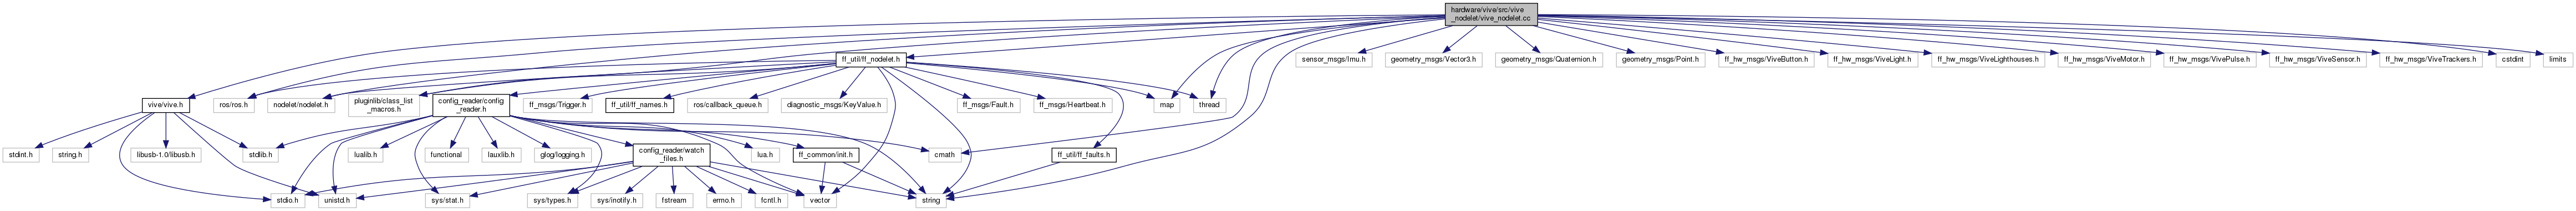 hardware/vive/src/vive
_nodelet/vive_nodelet.cc
ff_util/ff_nodelet.h
sensor_msgs/Imu.h
geometry_msgs/Vector3.h
geometry_msgs/Quaternion.h
geometry_msgs/Point.h
ff_hw_msgs/ViveButton.h
ff_hw_msgs/ViveLight.h
ff_hw_msgs/ViveLighthouses.h
ff_hw_msgs/ViveMotor.h
ff_hw_msgs/VivePulse.h
ff_hw_msgs/ViveSensor.h
ff_hw_msgs/ViveTrackers.h
cstdint
limits
vive/vive.h
ros/ros.h
nodelet/nodelet.h
pluginlib/class_list
_macros.h
config_reader/config
_reader.h
ff_msgs/Trigger.h
ff_util/ff_names.h
ros/callback_queue.h
diagnostic_msgs/KeyValue.h
ff_msgs/Fault.h
ff_msgs/Heartbeat.h
map
thread
stdint.h
string.h
libusb-1.0/libusb.h
stdlib.h
lualib.h
functional
lauxlib.h
glog/logging.h
config_reader/watch
_files.h
lua.h
ff_common/init.h
cmath
ff_util/ff_faults.h
stdio.h
unistd.h
sys/stat.h
sys/types.h
sys/inotify.h
fstream
errno.h
fcntl.h
vector
string